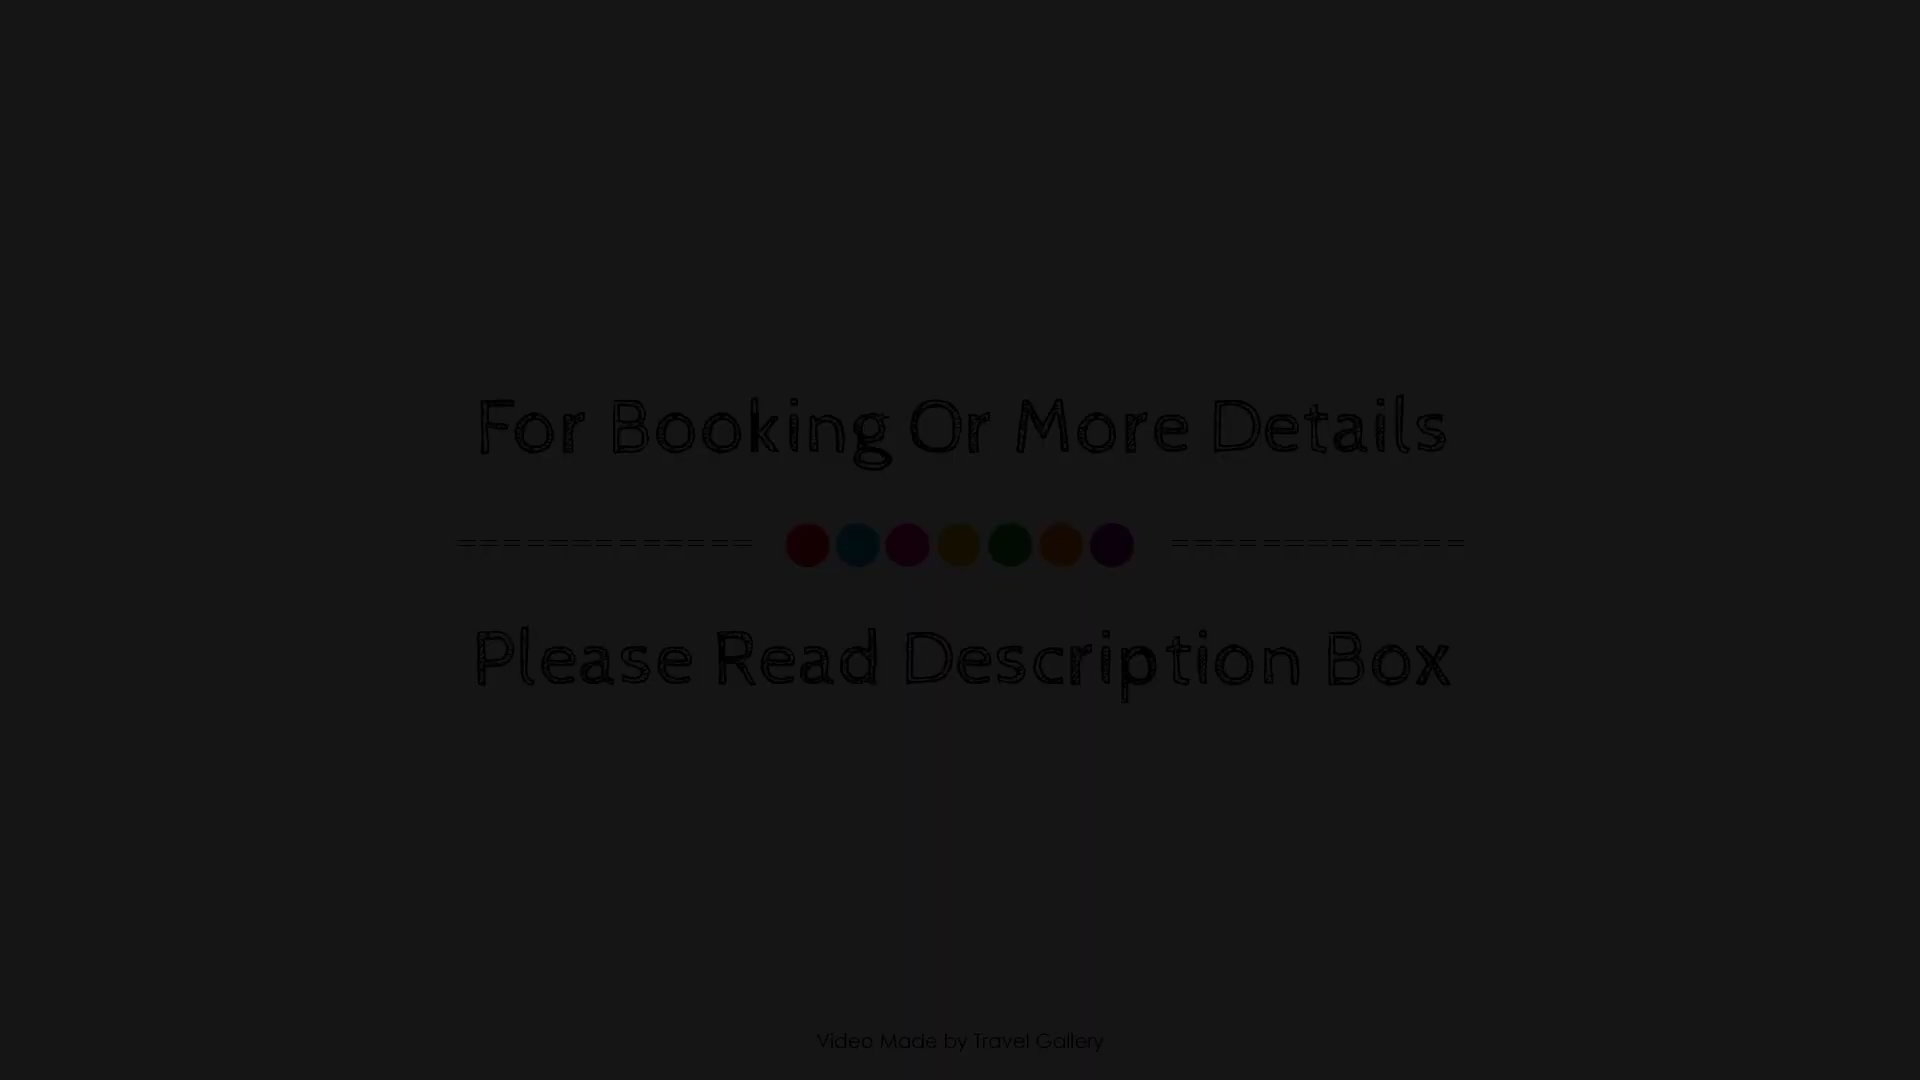 For Booking Or More Details
============= =============
Please Read Description Box
Video Made by Travel Gallery